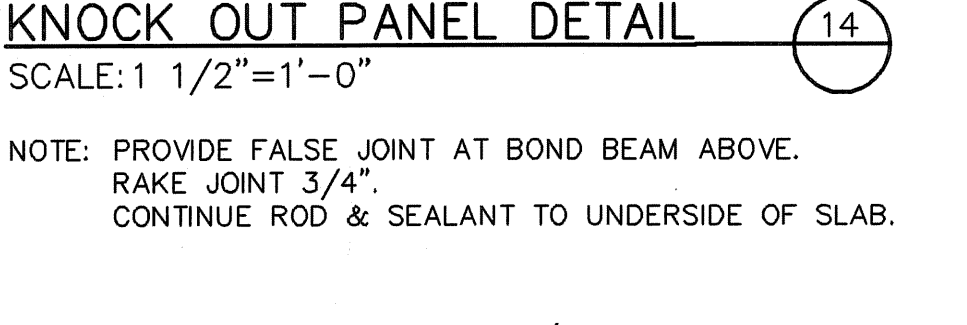 KNOCK OUT PANEL DETAIL 14
SCALE: 1 1/2"=1'-0"
NOTE: PROVIDE FALSE JOINT AT BOND BEAM ABOVE.
RAKE JOINT 3/4".
CONTINUE ROD & SEALANT TO UNDERSIDE OF SLAB.